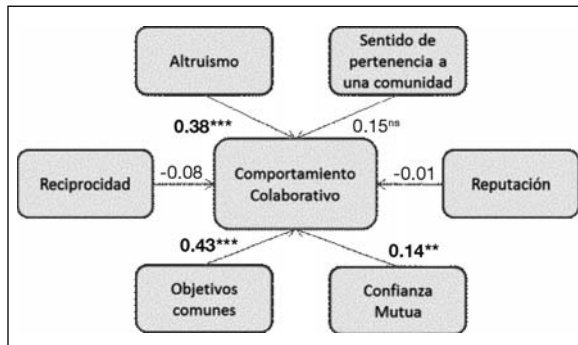 Altruismo
Sentido de
pertenencia a
una comunidad
0.38***
0.15ns
Reciprocidad
-0.08
Comportamiento
Colaborativo
-0.01
Reputación
0.43***
0.14**
Objetivos
comunes
Confianza
Mutua